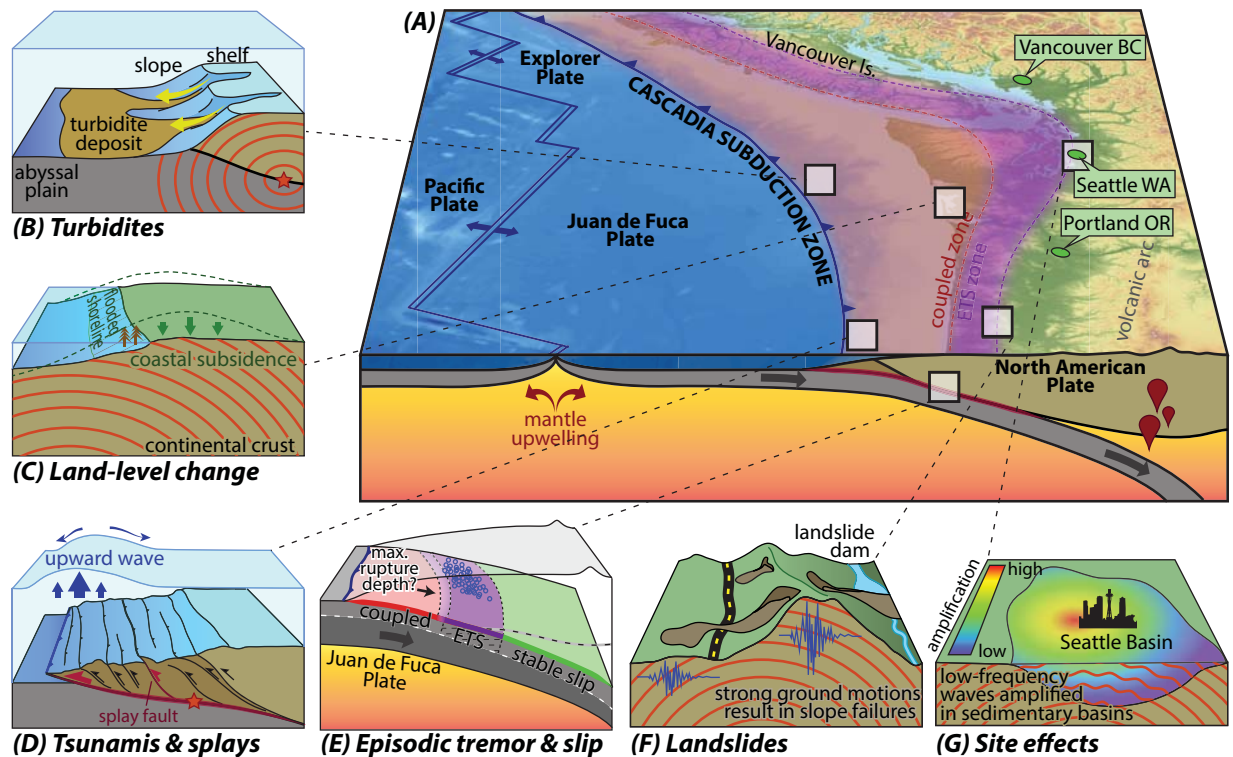 (A)
Vancouver Is.
Vancouver BC
Explorer
Plate
CASCADIA SUBDUCTION ZONE
Seattle WA
Pacific
Plate
Juan de Fuca
Plate
Portland OR
coupled zone
ETS zone
volcanic arc
North American
Plate
mantle
upwelling
slope
shelf
turbidite
deposit
abyssal
plain
(B) Turbidites
flooded
shoreline
coastal subsidence
continental crust
(C) Land-level change
upward wave
splay fault
(D) Tsunamis & splays
max.
rupture
depth?
coupled
ETS
stable slip
Juan de Fuca
Plate
(E) Episodic tremor & slip
landslide
dam
strong ground motions
result in slope failures
(F) Landslides
amplification
high
low
Seattle Basin
low-frequency
waves amplified
in sedimentary basins
(G) Site effects